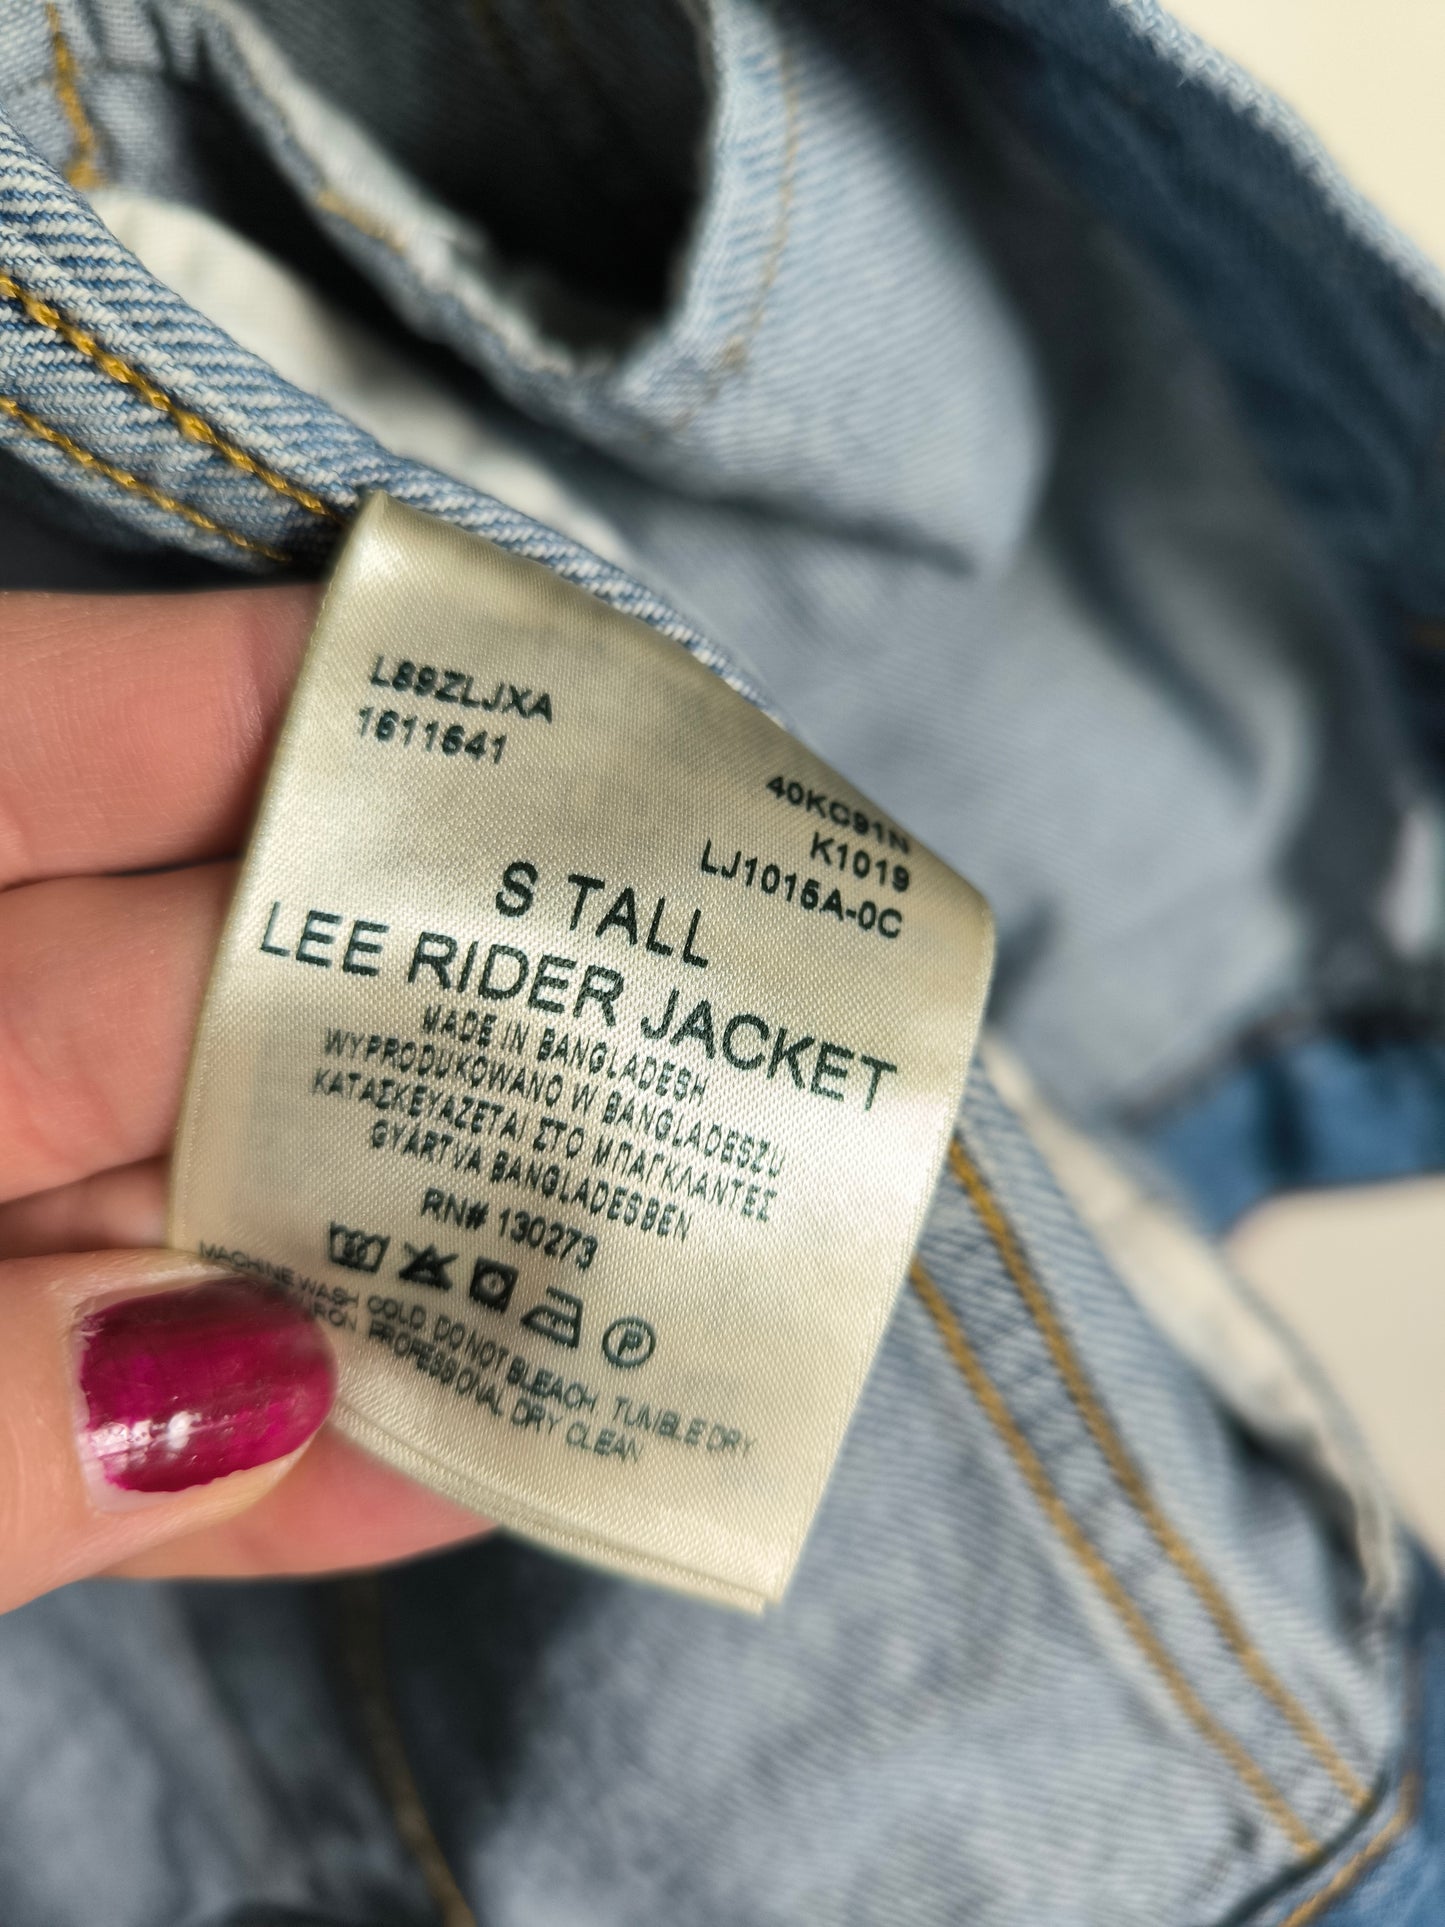 L89ZLJXA
1611641
40KC91N
K1019
LJ1015A-0C
S TALL
LEE RIDER JACKET
MADE IN BANGLADESH
WYPRODUKOWANO W BANGLADESZU
ΚΑΤΑΣΚΕΥΑΖΕΤΑΙ ΣΤΟ ΜΠΑΓΚΛΑΝΤΕΣ
GYÁRTVA BANGLADESBEN
RN# 130273
P
MACHINE WASH COLD DO NOT BLEACH TUMBLE DRY
IRON PROFESSIONAL DRY CLEAN